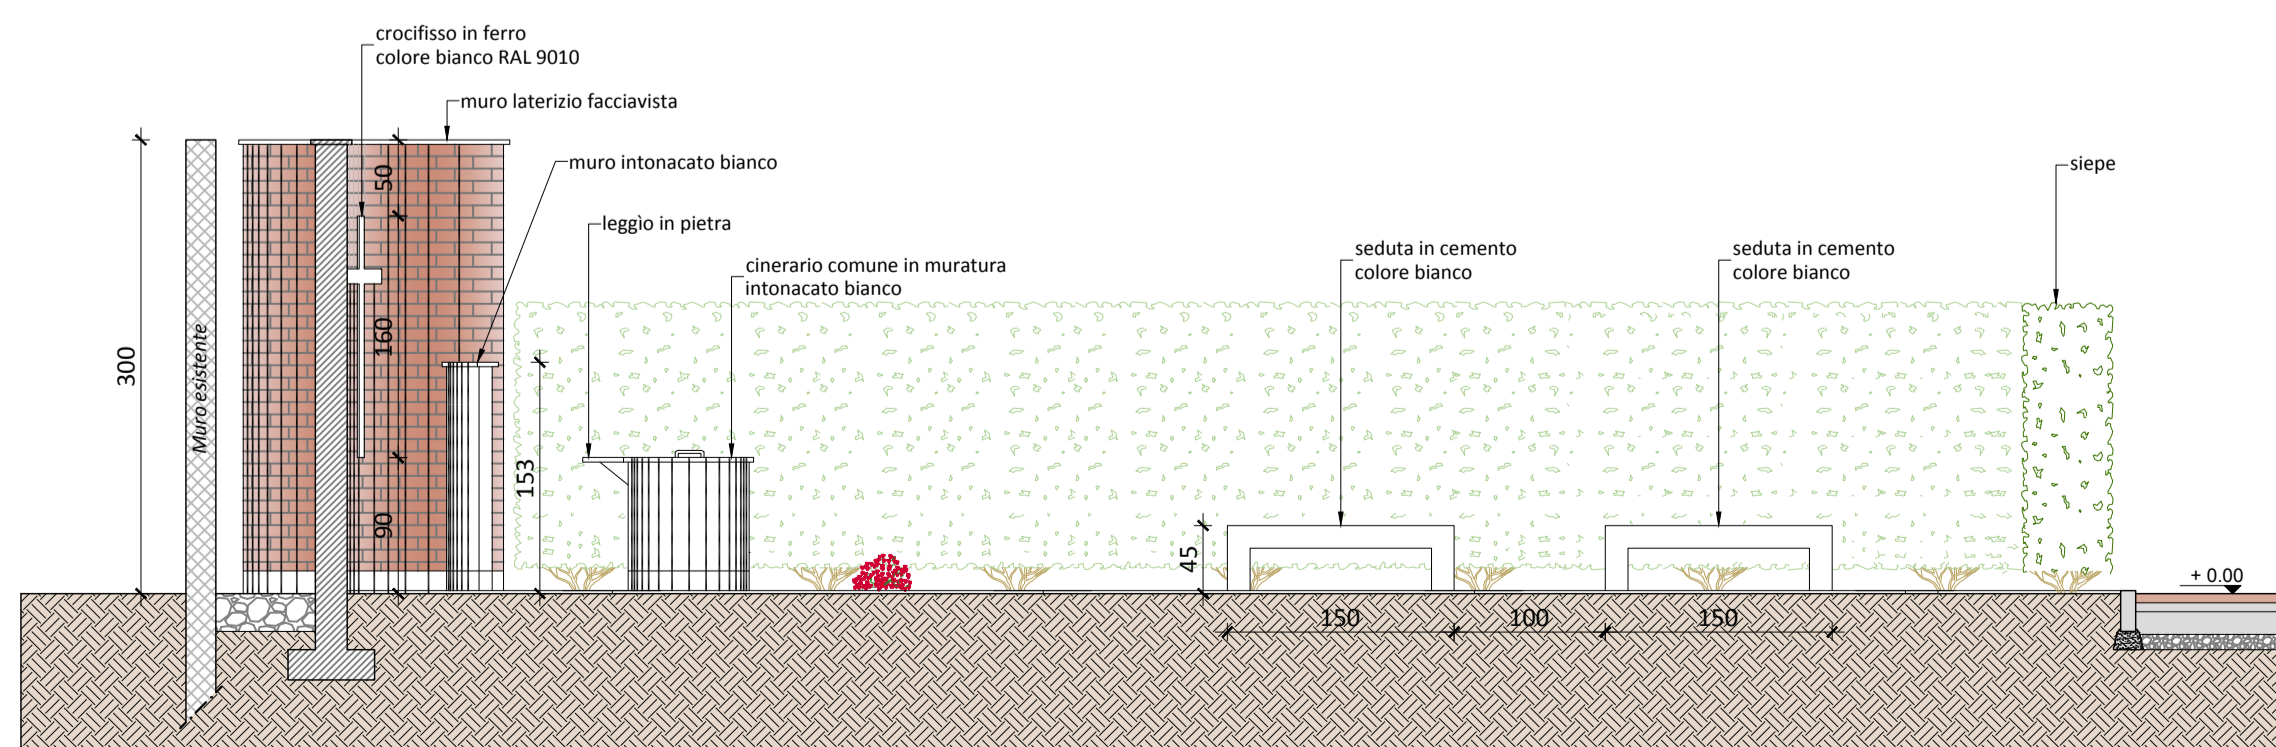 crocifisso in ferro
colore bianco RAL 9010
muro laterizio facciavista
muro intonacato bianco
leggìo in pietra
cinerario comune in muratura
intonacato bianco
seduta in cemento
colore bianco
seduta in cemento
colore bianco
siepe
300
Muro esistente
50
160
90
153
45
150
100
150
+ 0.00